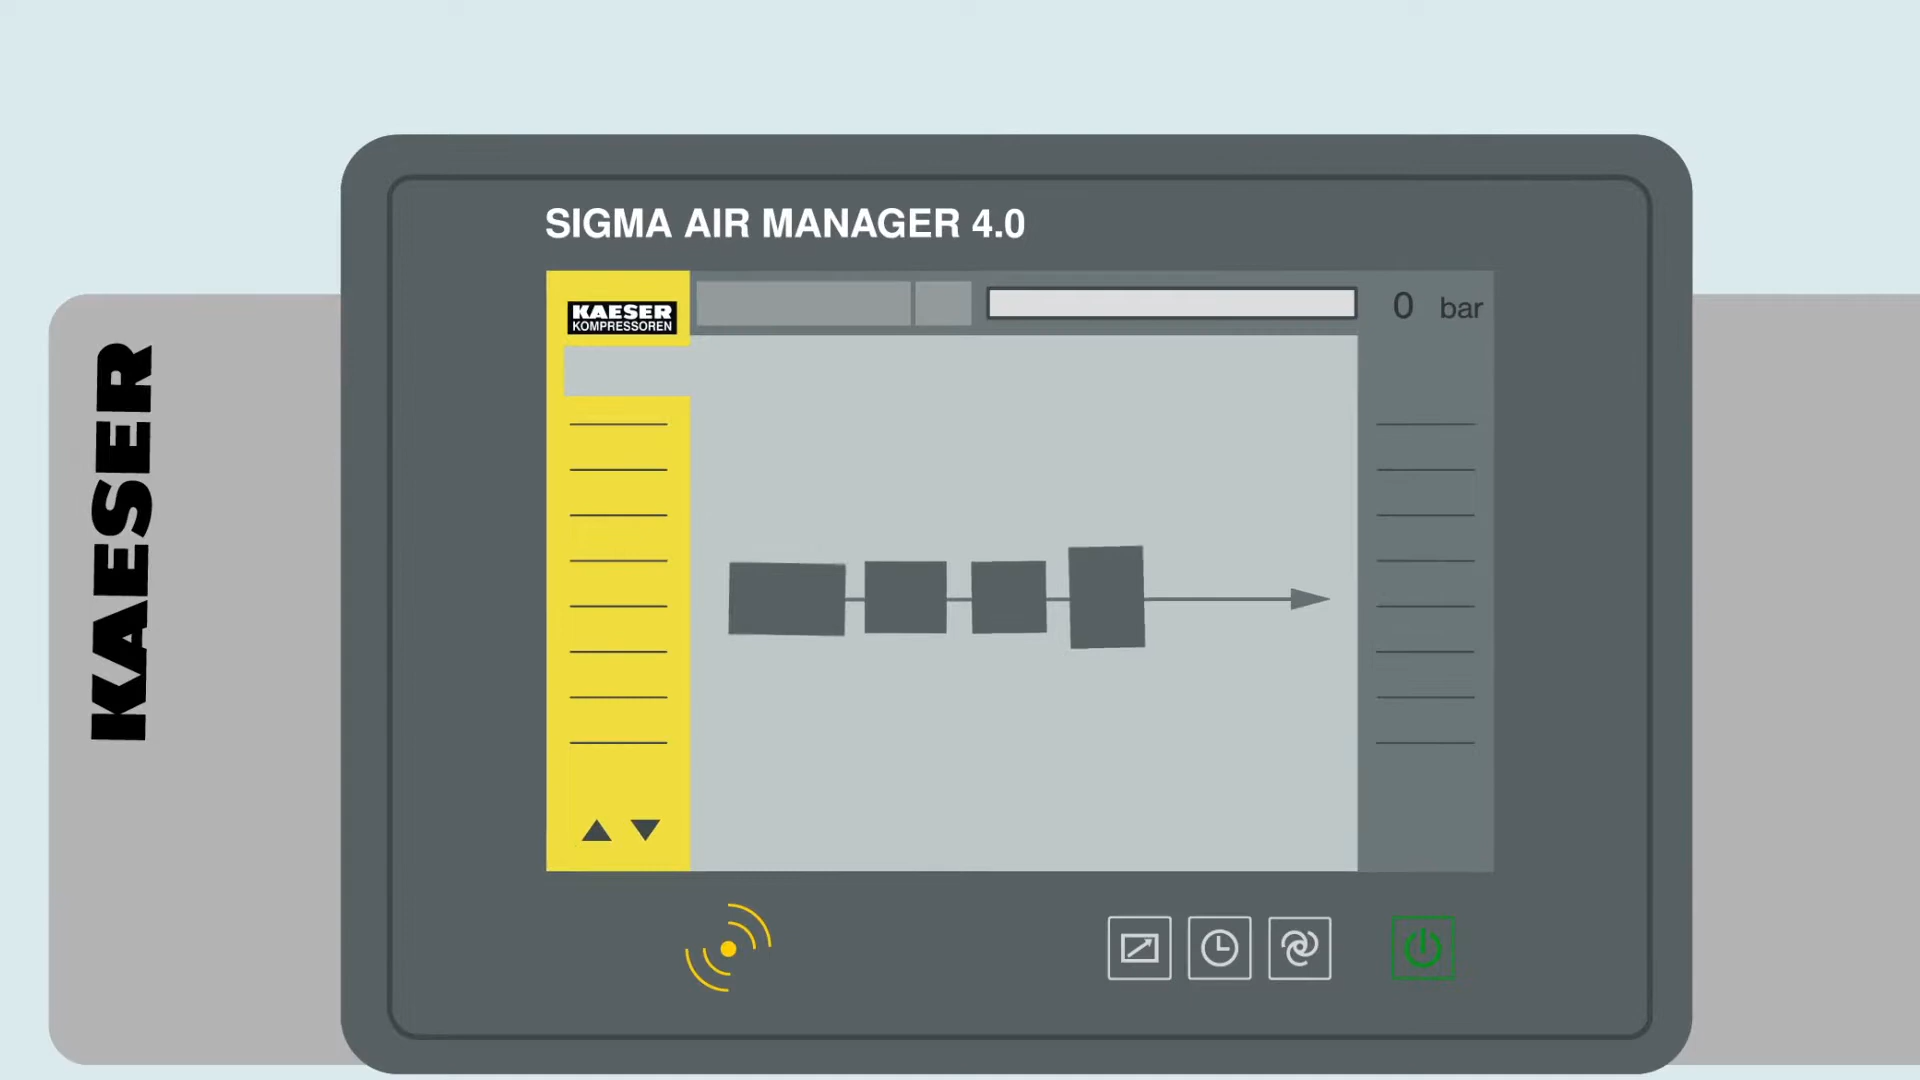 KAESER
SIGMA AIR MANAGER 4.0
KAESER
KOMPRESSOREN
0 bar